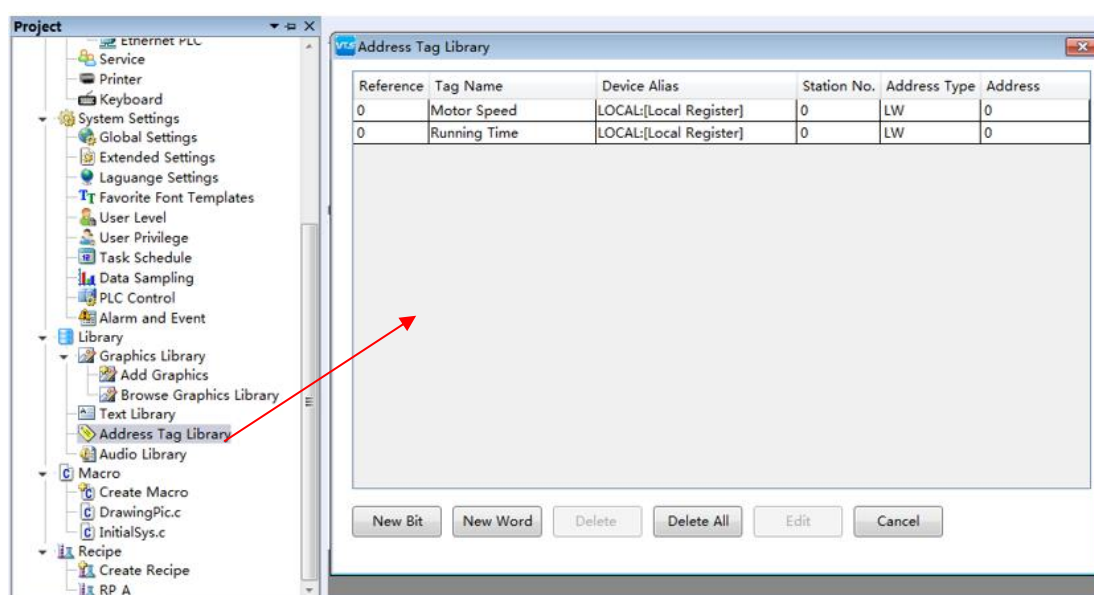 Project
Ethernet PLC
Service
Printer
Keyboard
System Settings
Global Settings
Extended Settings
Laguange Settings
Favorite Font Templates
User Level
User Privilege
Task Schedule
Data Sampling
PLC Control
Alarm and Event
Library
Graphics Library
Add Graphics
Browse Graphics Library
Text Library
Address Tag Library
Audio Library
Macro
Create Macro
DrawingPic.c
InitialSys.c
Recipe
Create Recipe
RP A
Address Tag Library
Reference Tag Name Device Alias Station No. Address Type Address
0 Motor Speed LOCAL:[Local Register] 0 LW 0
0 Running Time LOCAL:[Local Register] 0 LW 0
New Bit New Word Delete Delete All Edit Cancel